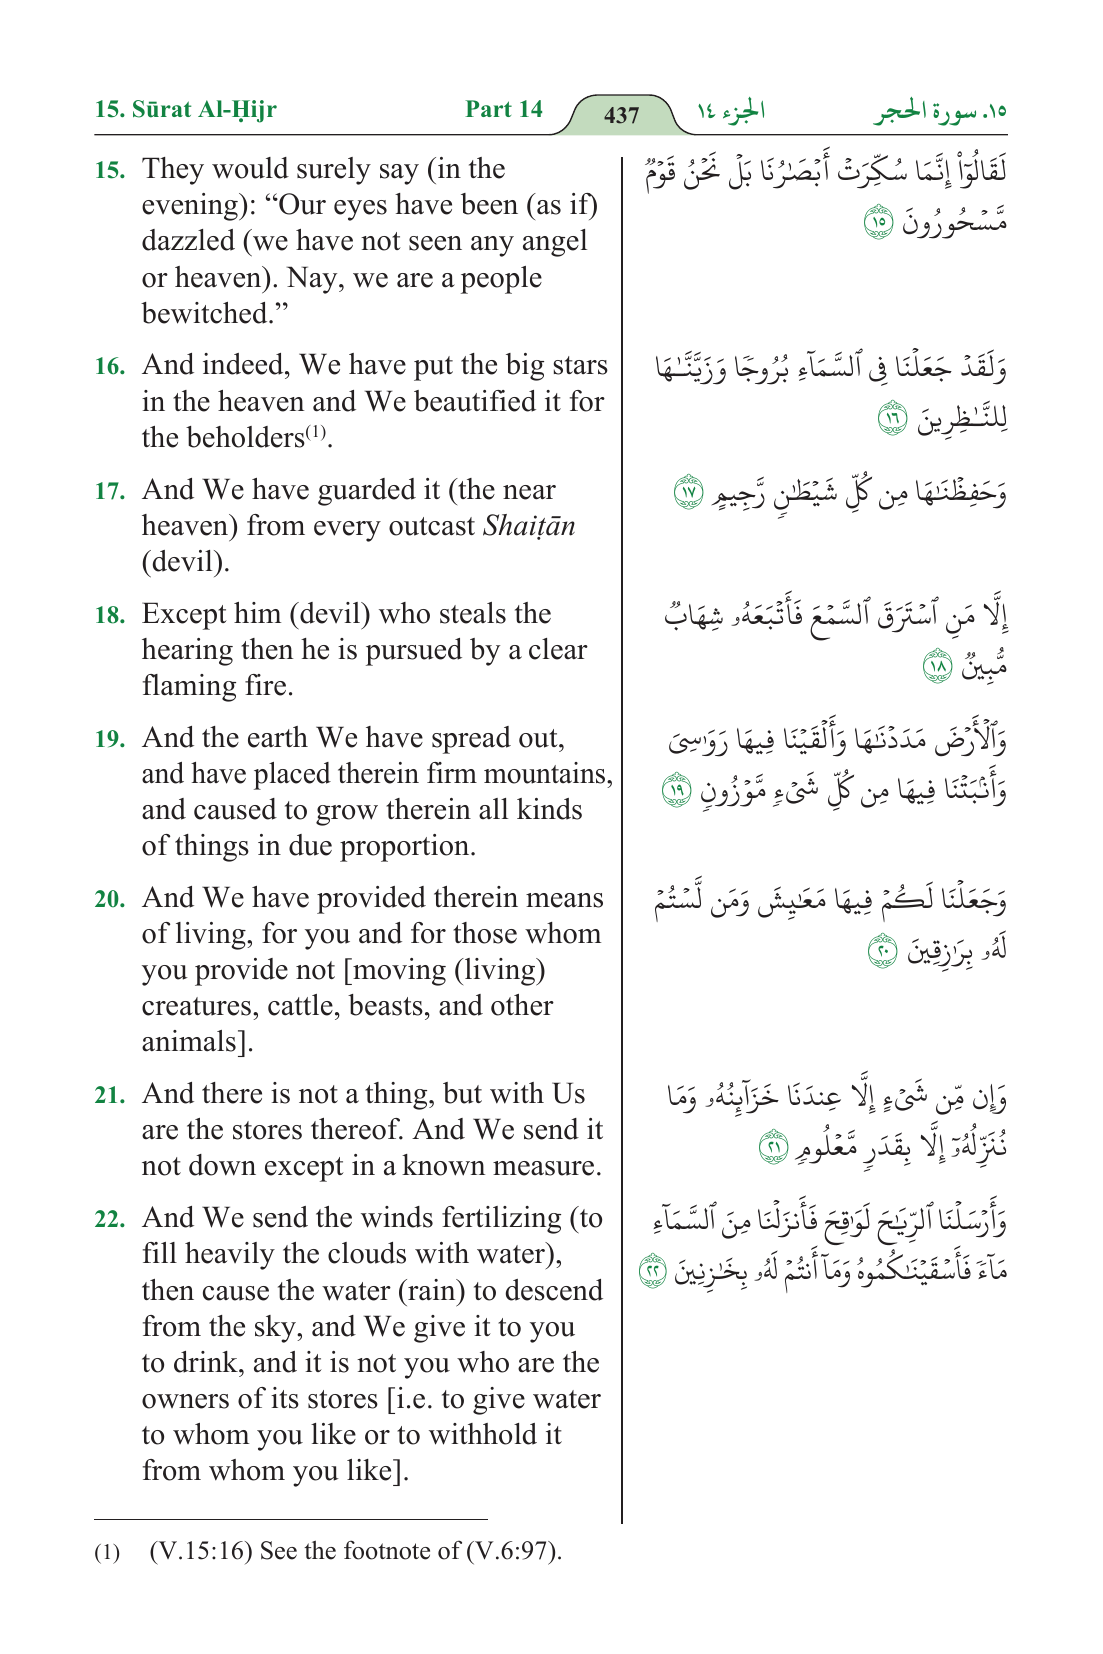 15. Sūrat Al-Ḥijr
Part 14
437
الجزء ١٤
١٥. سورة الحجر
15. They would surely say (in the
evening): “Our eyes have been (as if)
dazzled (we have not seen any angel
or heaven). Nay, we are a people
bewitched.”
لَقَالُوٓاْ إِنَّمَا سُكِّرَتۡ أَبۡصَٰرُنَا بَلۡ نَحۡنُ قَوۡمٞ
مَّسۡحُورُونَ ١٥
16. And indeed, We have put the big stars
in the heaven and We beautified it for
the beholders(1).
وَلَقَدۡ جَعَلۡنَا فِي ٱلسَّمَآءِ بُرُوجٗا وَزَيَّنَّٰهَا
لِلنَّٰظِرِينَ ١٦
17. And We have guarded it (the near
heaven) from every outcast Shaiṭān
(devil).
وَحَفِظۡنَٰهَا مِن كُلِّ شَيۡطَٰنٖ رَّجِيمٍ ١٧
18. Except him (devil) who steals the
hearing then he is pursued by a clear
flaming fire.
إِلَّا مَنِ ٱسۡتَرَقَ ٱلسَّمۡعَ فَأَتۡبَعَهُۥ شِهَابٞ
مُّبِينٞ ١٨
19. And the earth We have spread out,
and have placed therein firm mountains,
and caused to grow therein all kinds
of things in due proportion.
وَٱلۡأَرۡضَ مَدَدۡنَٰهَا وَأَلۡقَيۡنَا فِيهَا رَوَٰسِيَ
وَأَنۢبَتۡنَا فِيهَا مِن كُلِّ شَيۡءٖ مَّوۡزُونٖ ١٩
20. And We have provided therein means
of living, for you and for those whom
you provide not [moving (living)
creatures, cattle, beasts, and other
animals].
وَجَعَلۡنَا لَكُمۡ فِيهَا مَعَٰيِشَ وَمَن لَّسۡتُمۡ
لَهُۥ بِرَٰزِقِينَ ٢٠
21. And there is not a thing, but with Us
are the stores thereof. And We send it
not down except in a known measure.
وَإِن مِّن شَيۡءٍ إِلَّا عِندَنَا خَزَآئِنُهُۥ وَمَا
نُنَزِّلُهُۥٓ إِلَّا بِقَدَرٖ مَّعۡلُومٖ ٢١
22. And We send the winds fertilizing (to
fill heavily the clouds with water),
then cause the water (rain) to descend
from the sky, and We give it to you
to drink, and it is not you who are the
owners of its stores [i.e. to give water
to whom you like or to withhold it
from whom you like].
وَأَرۡسَلۡنَا ٱلرِّيَٰحَ لَوَٰقِحَ فَأَنزَلۡنَا مِنَ ٱلسَّمَآءِ
مَآءٗ فَأَسۡقَيۡنَٰكُمُوهُ وَمَآ أَنتُمۡ لَهُۥ بِخَٰزِنِينَ ٢٢
(1) (V.15:16) See the footnote of (V.6:97).